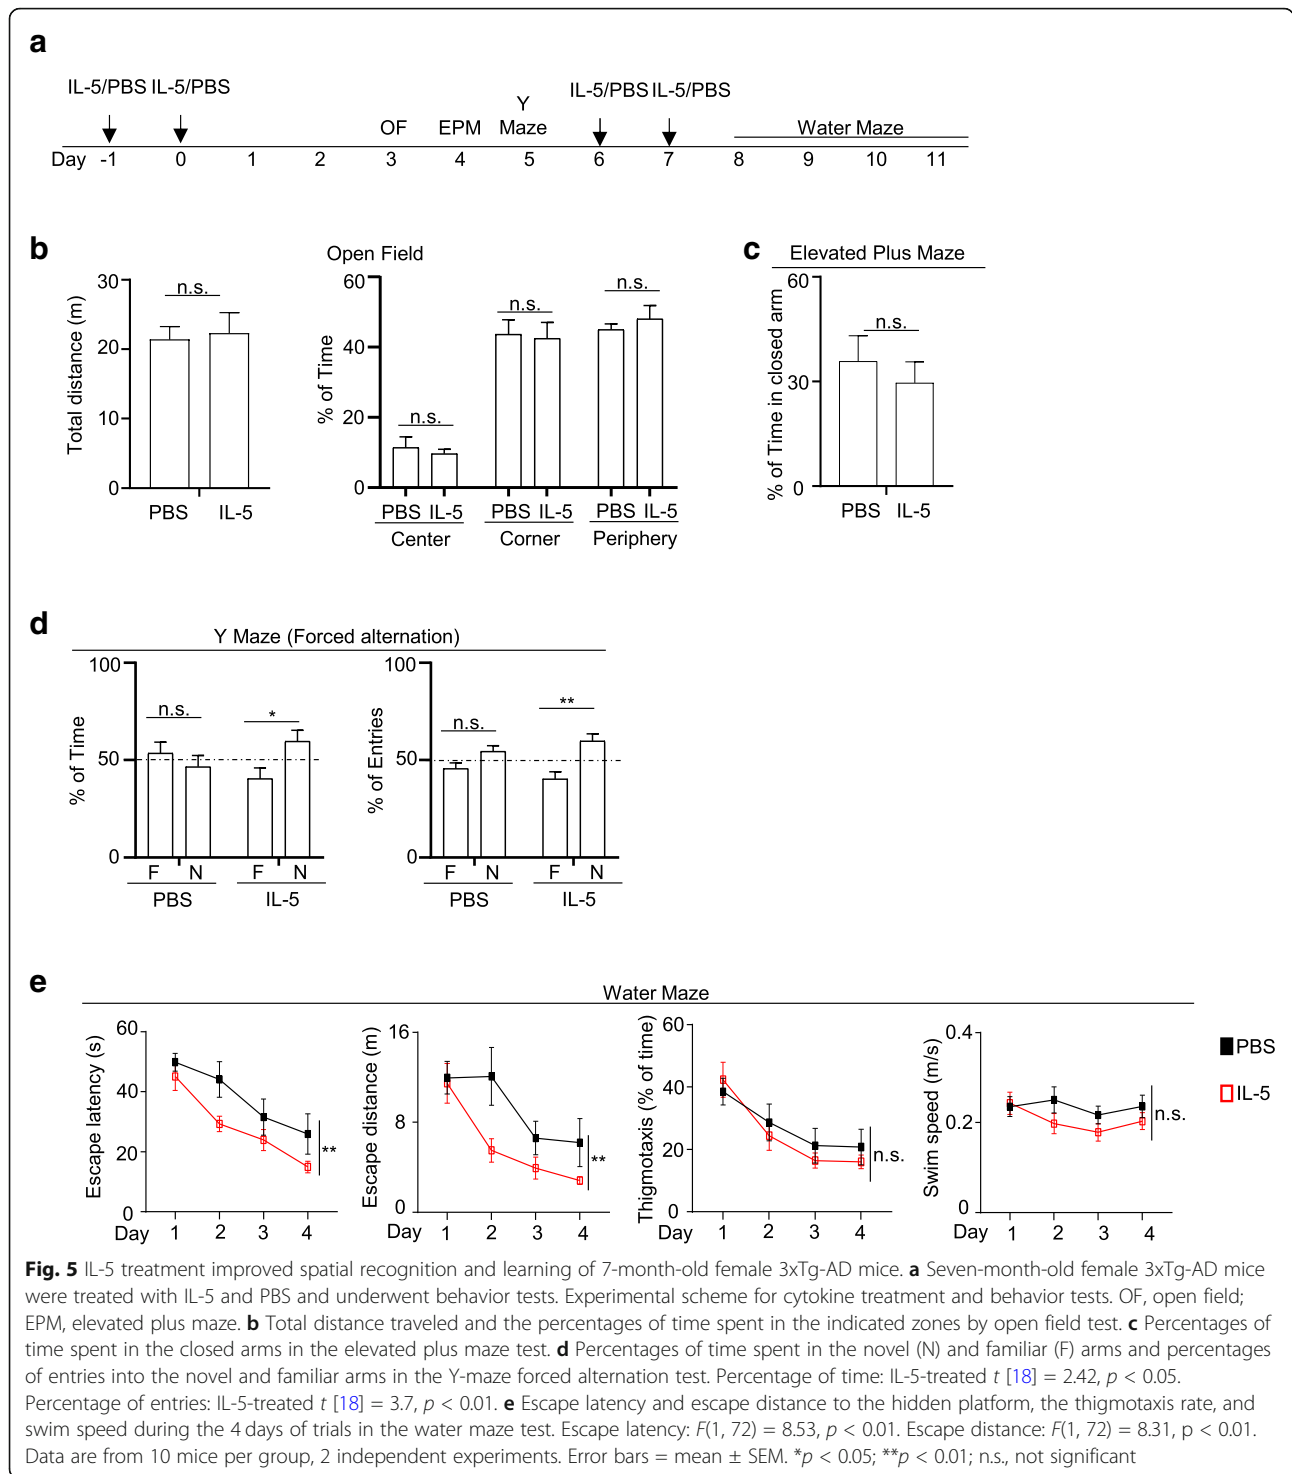 a
IL-5/PBS IL-5/PBS
IL-5/PBS IL-5/PBS
OF EPM Y Maze
Water Maze
Day -1 0 1 2 3 4 5 6 7 8 9 10 11
b
Open Field
Total distance (m)
30
20
10
0
n.s.
PBS IL-5
% of Time
60
40
20
0
n.s.
n.s.
n.s.
PBS IL-5 PBS IL-5 PBS IL-5
Center Corner Periphery
c
Elevated Plus Maze
% of Time in closed arm
60
30
0
n.s.
PBS IL-5
d
Y Maze (Forced alternation)
% of Time
100
50
0
n.s.
*
F N F N
PBS IL-5
% of Entries
100
50
0
n.s.
**
F N F N
PBS IL-5
e
Water Maze
Escape latency (s)
60
40
20
0
**
Day 1 2 3 4
Escape distance (m)
16
8
0
**
Day 1 2 3 4
Thigmotaxis (% of time)
60
40
20
0
n.s.
Day 1 2 3 4
Swim speed (m/s)
0.4
0.2
0
n.s.
Day 1 2 3 4
PBS
IL-5
Fig. 5 IL-5 treatment improved spatial recognition and learning of 7-month-old female 3xTg-AD mice. a Seven-month-old female 3xTg-AD mice
were treated with IL-5 and PBS and underwent behavior tests. Experimental scheme for cytokine treatment and behavior tests. OF, open field;
EPM, elevated plus maze. b Total distance traveled and the percentages of time spent in the indicated zones by open field test. c Percentages of
time spent in the closed arms in the elevated plus maze test. d Percentages of time spent in the novel (N) and familiar (F) arms and percentages
of entries into the novel and familiar arms in the Y-maze forced alternation test. Percentage of time: IL-5-treated t [18] = 2.42, p < 0.05.
Percentage of entries: IL-5-treated t [18] = 3.7, p < 0.01. e Escape latency and escape distance to the hidden platform, the thigmotaxis rate, and
swim speed during the 4 days of trials in the water maze test. Escape latency: F(1, 72) = 8.53, p < 0.01. Escape distance: F(1, 72) = 8.31, p < 0.01.
Data are from 10 mice per group, 2 independent experiments. Error bars = mean ± SEM. *p < 0.05; **p < 0.01; n.s., not significant